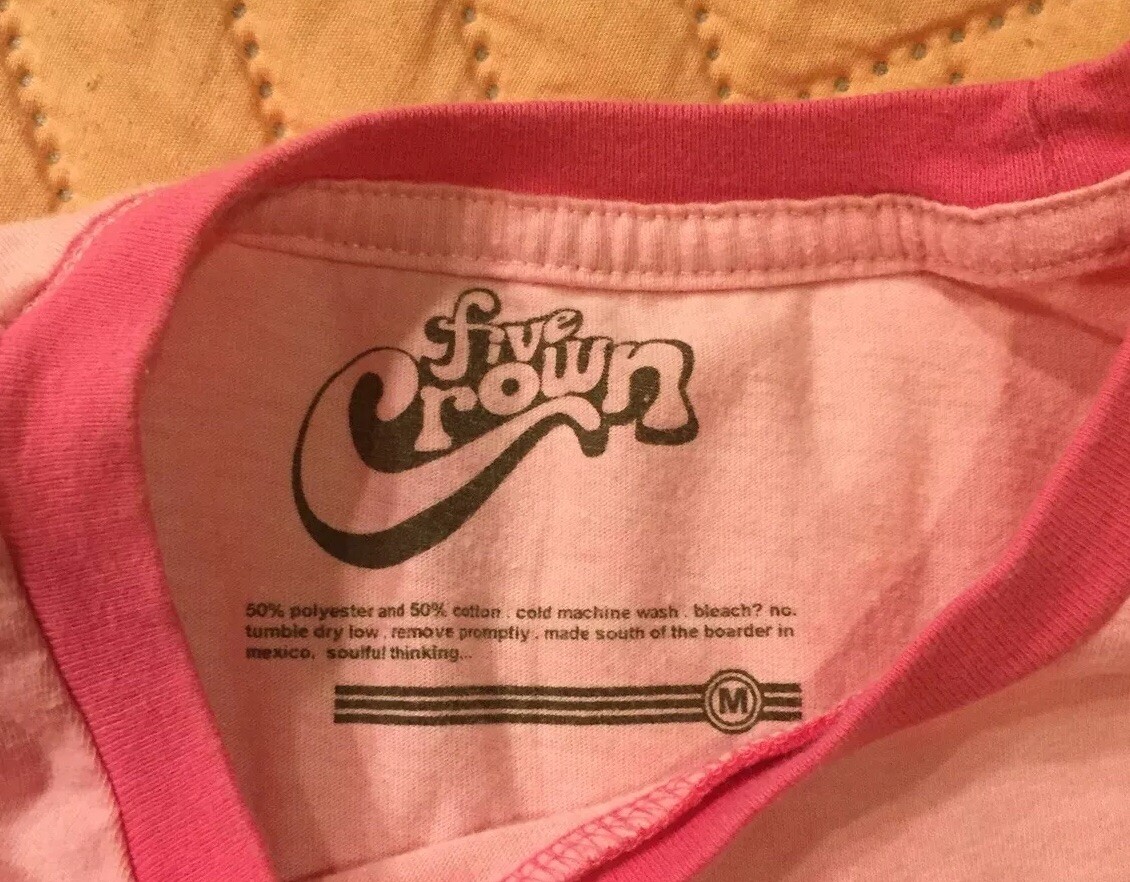 five
Crown
50% polyester and 50% cotton . cold machine wash . bleach? no.
tumble dry low . remove promptly . made south of the boarder in
mexico. soulful thinking...
M